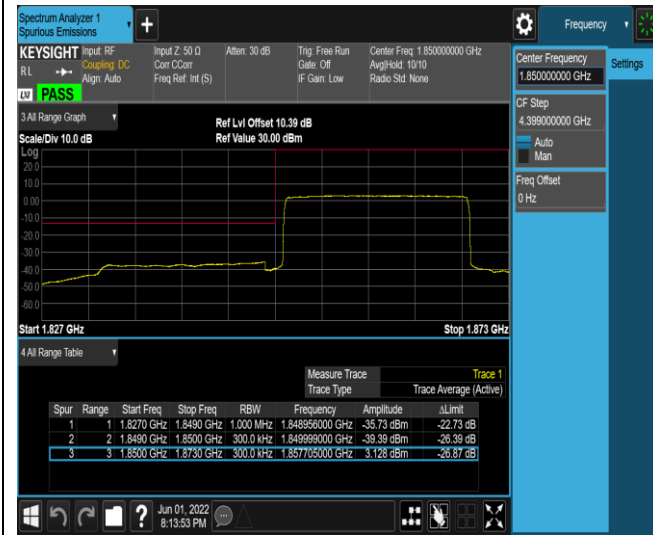 Spectrum Analyzer 1
Spurious Emissions
+
Frequency
KEYSIGHT Input: RF Input Z: 50 Ω Atten: 30 dB Trig: Free Run Center Freq: 1.850000000 GHz
RL Coupling: DC Corr CCorr Gate: Off Avg|Hold: 10/10
Align: Auto Freq Ref: Int (S) IF Gain: Low Radio Std: None
LXI PASS
Center Frequency
1.850000000 GHz
Settings
CF Step
4.399000000 GHz
Auto
Man
Freq Offset
0 Hz
3 All Range Graph
Ref Lvl Offset 10.39 dB
Scale/Div 10.0 dB Ref Value 30.00 dBm
Log
20.0
10.0
0.00
-10.0
-20.0
-30.0
-40.0
-50.0
-60.0
Start 1.827 GHz Stop 1.873 GHz
4 All Range Table
Measure Trace Trace 1
Trace Type Trace Average (Active)
Spur Range Start Freq Stop Freq RBW Frequency Amplitude ΔLimit
1 1 1.8270 GHz 1.8490 GHz 1.000 MHz 1.848956000 GHz -35.73 dBm -22.73 dB
2 2 1.8490 GHz 1.8500 GHz 300.0 kHz 1.849999000 GHz -39.39 dBm -26.39 dB
3 3 1.8500 GHz 1.8730 GHz 300.0 kHz 1.857705000 GHz 3.128 dBm -26.87 dB
? Jun 01, 2022
8:13:53 PM